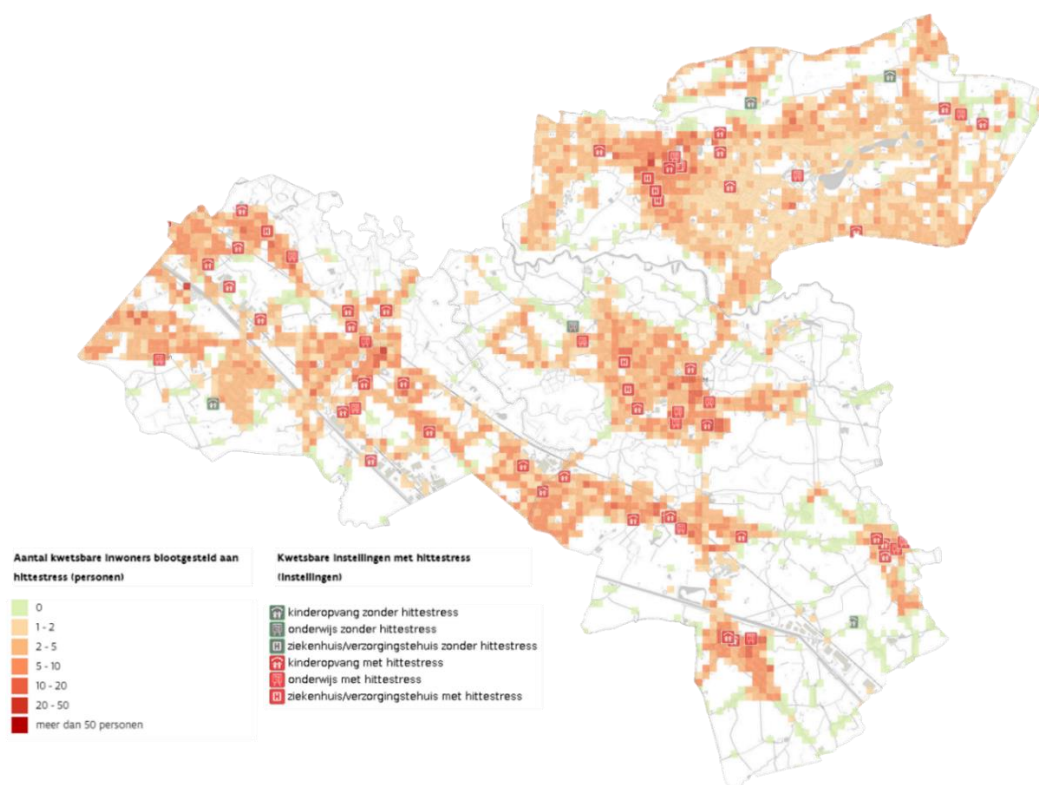 Aantal kwetsbare inwoners blootgesteld aan
hittestress (personen)
0
1 - 2
2 - 5
5 - 10
10 - 20
20 - 50
meer dan 50 personen
Kwetsbare instellingen met hittestress
(instellingen)
kinderopvang zonder hittestress
onderwijs zonder hittestress
H ziekenhuis/verzorgingstehuis zonder hittestress
kinderopvang met hittestress
onderwijs met hittestress
H ziekenhuis/verzorgingstehuis met hittestress